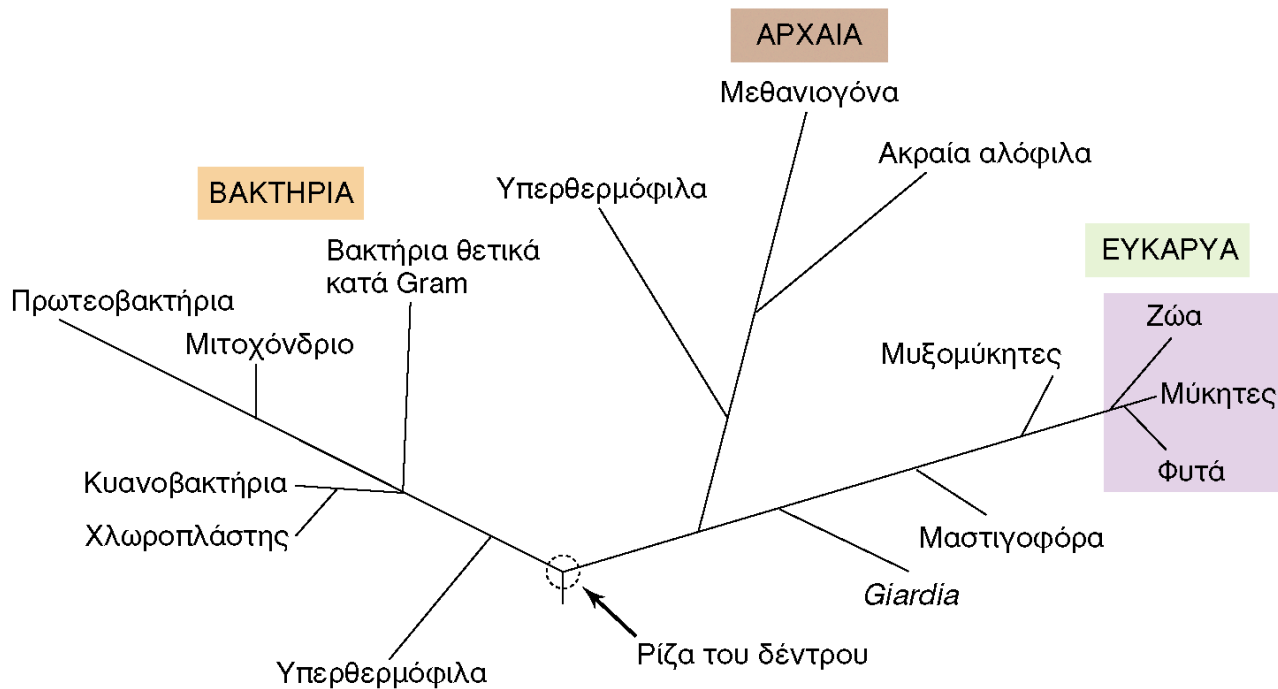 ΑΡΧΑΙΑ
Μεθανιογόνα
Ακραία αλόφιλα
Υπερθερμόφιλα
ΒΑΚΤΗΡΙΑ
Βακτήρια θετικά
κατά Gram
ΕΥΚΑΡΥΑ
Πρωτεοβακτήρια
Μιτοχόνδριο
Ζώα
Μυξομύκητες
Μύκητες
Φυτά
Κυανοβακτήρια
Χλωροπλάστης
Μαστιγοφόρα
Giardia
Ρίζα του δέντρου
Υπερθερμόφιλα